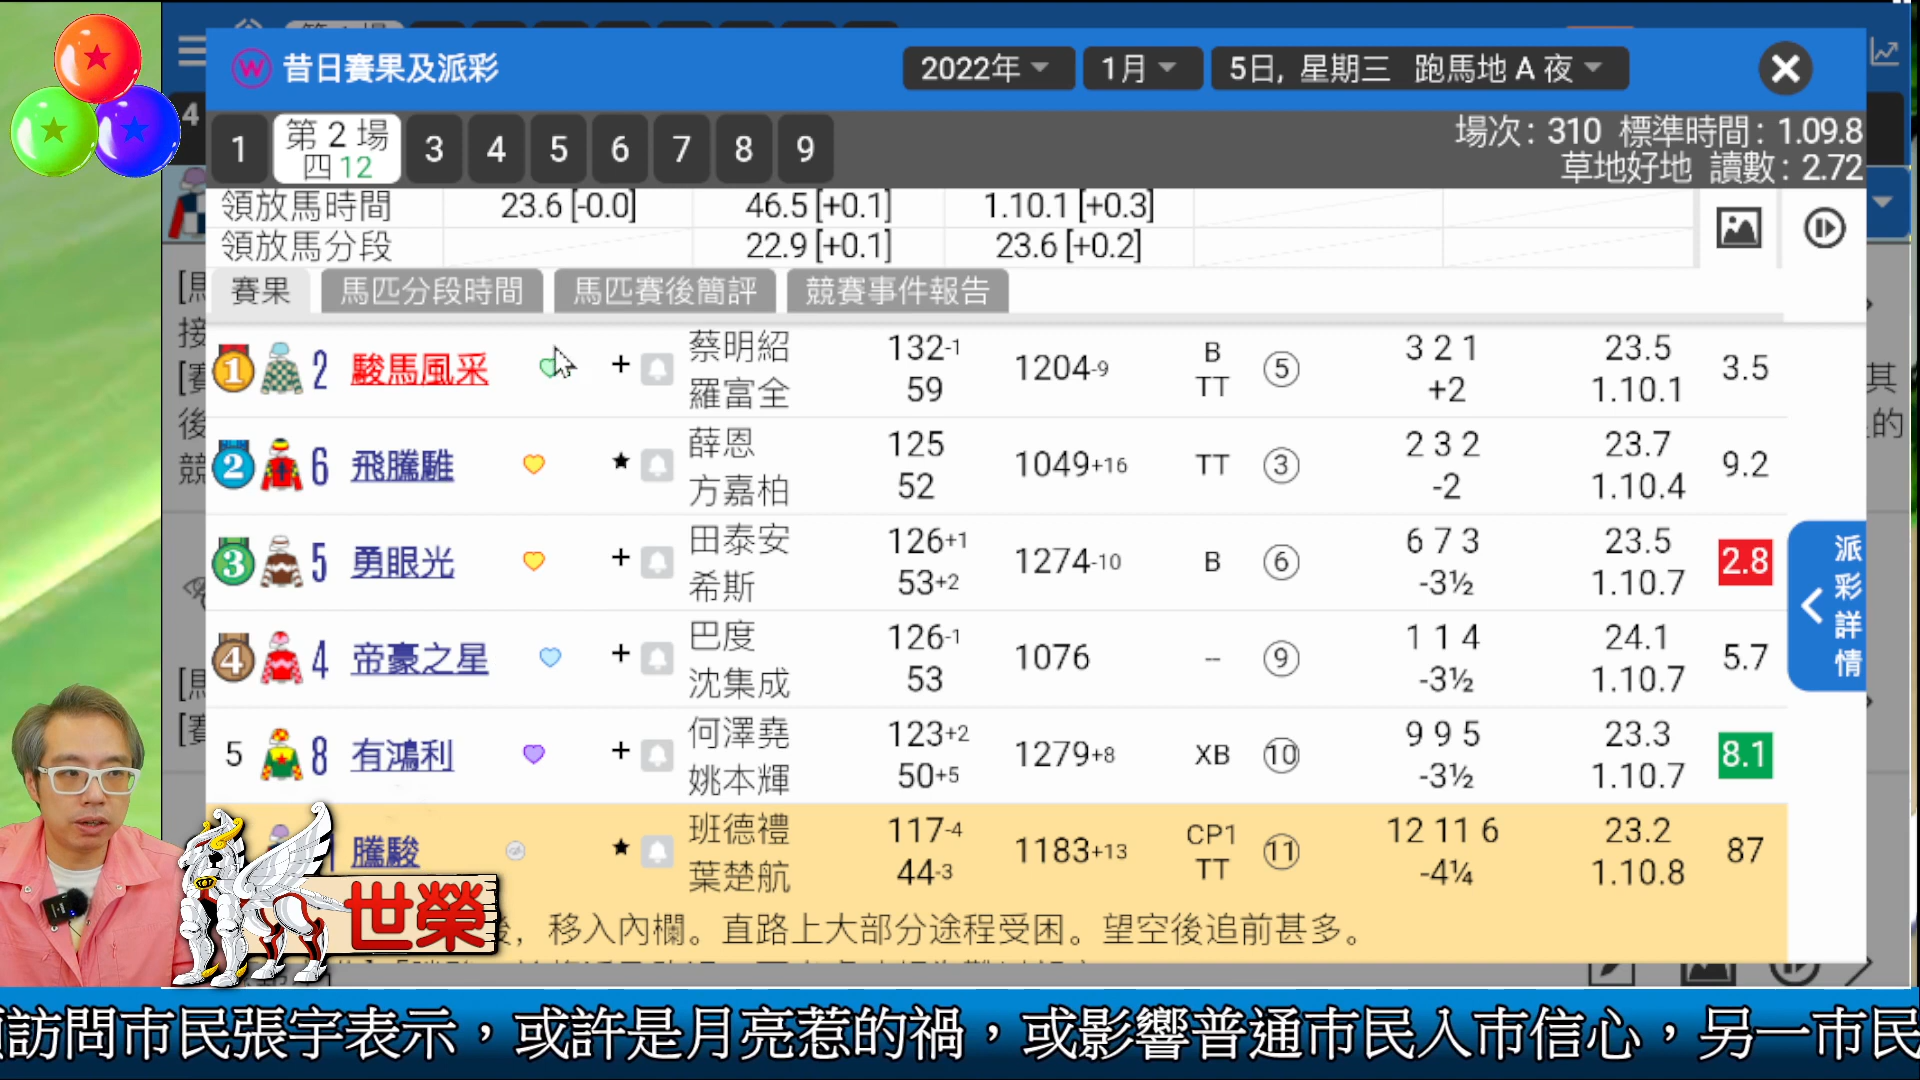 昔日賽果及派彩
2022年
1月
5日, 星期三 跑馬地 A 夜
4
1
第 2 場
四 12
3
4
5
6
7
8
9
場次: 310 標準時間: 1.09.8
草地好地 讀數: 2.72
領放馬時間 23.6 [-0.0] 46.5 [+0.1] 1.10.1 [+0.3]
領放馬分段 22.9 [+0.1] 23.6 [+0.2]
賽果
馬匹分段時間
馬匹賽後簡評
競賽事件報告
1 2 駿馬風采 + 蔡明紹 羅富全 132-1 59 1204-9 B TT 5 3 2 1 +2 23.5 1.10.1 3.5
2 6 飛騰騅 ★ 薛恩 方嘉柏 125 52 1049+16 TT 3 2 3 2 -2 23.7 1.10.4 9.2
3 5 勇眼光 + 田泰安 希斯 126+1 53+2 1274-10 B 6 6 7 3 -3½ 23.5 1.10.7 2.8
4 4 帝豪之星 + 巴度 沈集成 126-1 53 1076 -- 9 1 1 4 -3½ 24.1 1.10.7 5.7
5 8 有鴻利 + 何澤堯 姚本輝 123+2 50+5 1279+8 XB 10 9 9 5 -3½ 23.3 1.10.7 8.1
騰駿 ★ 班德禮 葉楚航 117-4 44-3 1183+13 CP1 TT 11 12 11 6 -4¼ 23.2 1.10.8 87
後，移入內欄。直路上大部分途程受困。望空後追前甚多。
派彩詳情
其
的
接
後
競
世榮
訪問市民張宇表示，或許是月亮惹的禍，或影響普通市民入市信心，另一市民